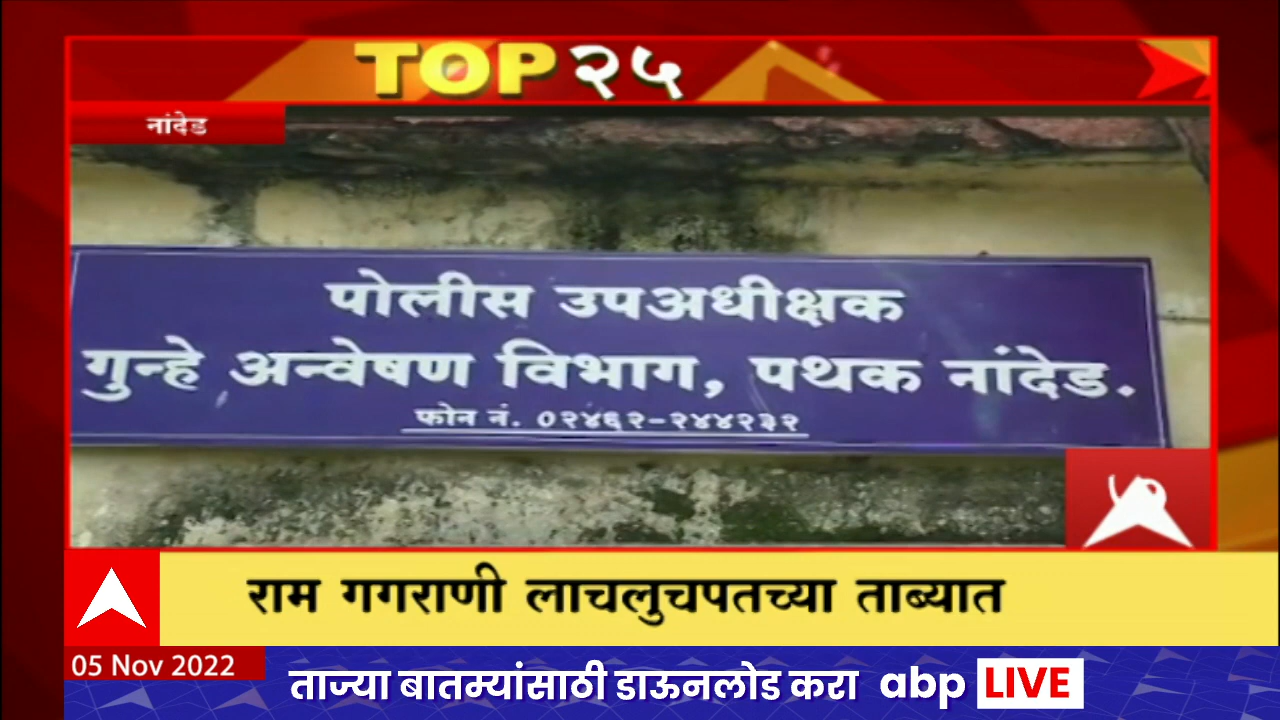 TOP २५
नांदेड
पोलीस उपअधीक्षक
गुन्हे अन्वेषण विभाग, पथक नांदेड.
फोन नं. ०२४६२-२४४२३२
राम गगराणी लाचलुचपतच्या ताब्यात
05 Nov 2022
ताज्या बातम्यांसाठी डाऊनलोड करा abp LIVE